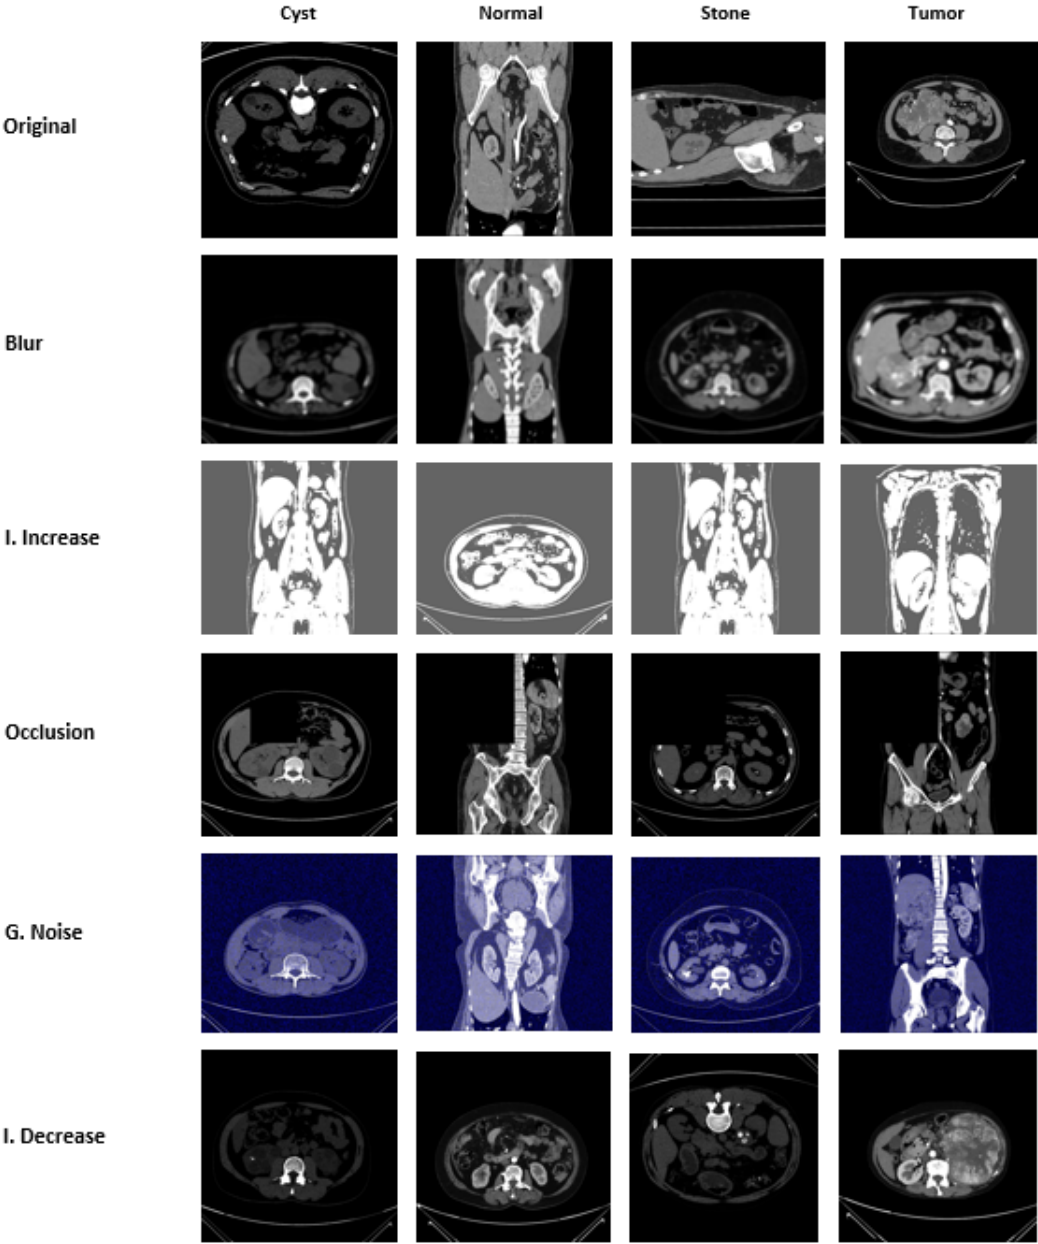 Cyst Normal Stone Tumor
Original
Blur
I. Increase
Occlusion
G. Noise
I. Decrease